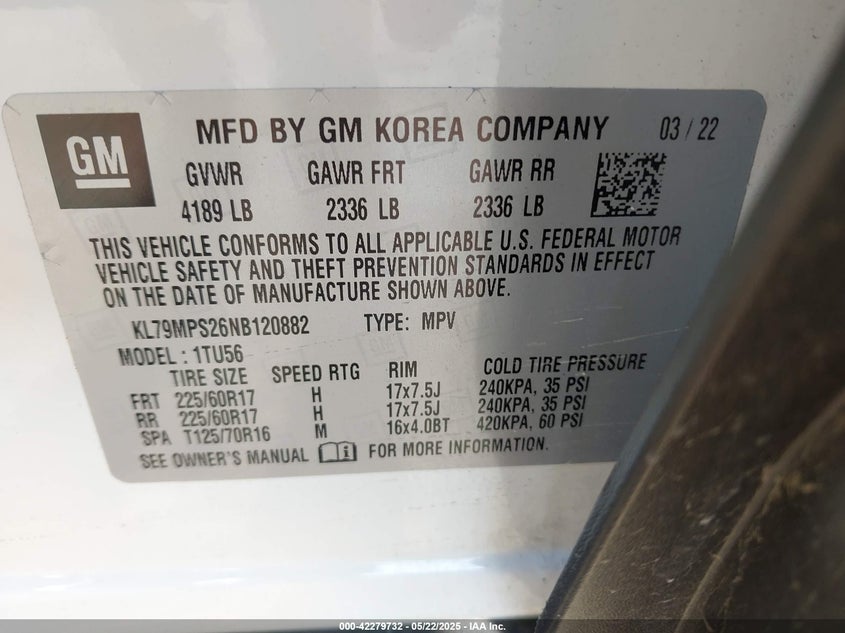 GM
MFD BY GM KOREA COMPANY 03 / 22
GVWR GAWR FRT GAWR RR
4189 LB 2336 LB 2336 LB
THIS VEHICLE CONFORMS TO ALL APPLICABLE U.S. FEDERAL MOTOR
VEHICLE SAFETY AND THEFT PREVENTION STANDARDS IN EFFECT
ON THE DATE OF MANUFACTURE SHOWN ABOVE.
KL79MPS26NB120882 TYPE: MPV
MODEL : 1TU56
TIRE SIZE SPEED RTG RIM COLD TIRE PRESSURE
FRT 225/60R17 H 17x7.5J 240KPA, 35 PSI
RR 225/60R17 H 17x7.5J 240KPA, 35 PSI
SPA T125/70R16 M 16x4.0BT 420KPA, 60 PSI
SEE OWNER'S MANUAL FOR MORE INFORMATION.
000-42279732 - 05/22/2025 - IAA Inc.